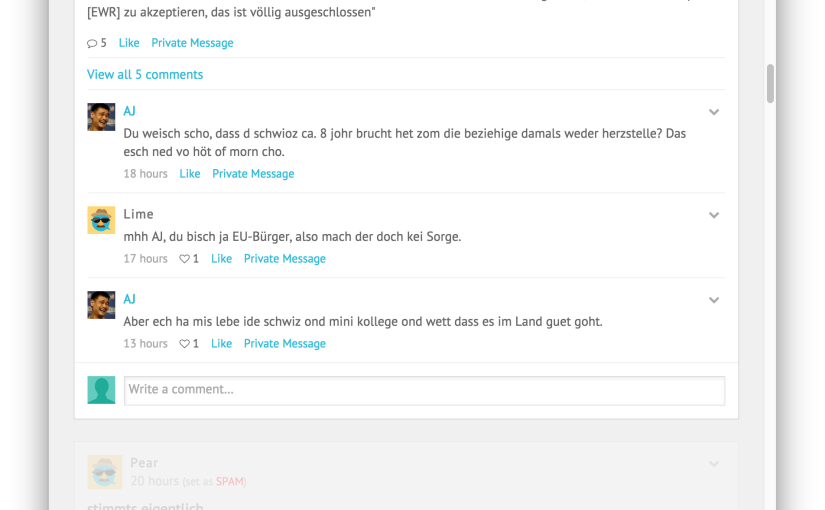 [EWR] zu akzeptieren, das ist völlig ausgeschlossen"
5 Like Private Message
View all 5 comments
AJ
Du weisch scho, dass d schwioz ca. 8 johr brucht het zom die beziehige damals weder herzstelle? Das
esch ned vo höt of morn cho.
18 hours Like Private Message
Lime
mhh AJ, du bisch ja EU-Bürger, also mach der doch kei Sorge.
17 hours 1 Like Private Message
AJ
Aber ech ha mis lebe ide schwiz ond mini kollege ond wett dass es im Land guet goht.
13 hours 1 Like Private Message
Write a comment...
Pear
20 hours (set as SPAM)
stimmts eigentlich